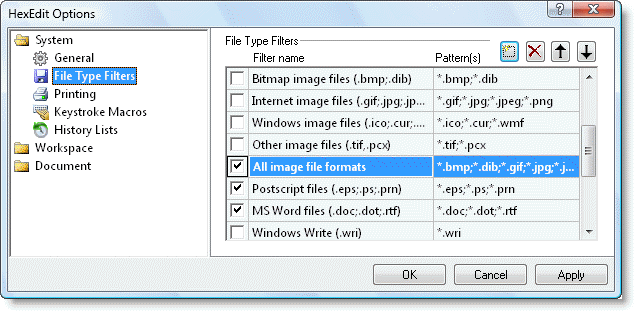 HexEdit Options
System
General
File Type Filters
Printing
Keystroke Macros
History Lists
Workspace
Document
File Type Filters
Filter name Pattern(s)
Bitmap image files (.bmp;.dib) *.bmp;*.dib
Internet image files (.gif;.jpg;.jp... *.gif;*.jpg;*.jpeg;*.png
Windows image files (.ico;.cur;.... *.ico;*.cur;*.wmf
Other image files (.tif,.pcx) *.tif;*.pcx
All image file formats *.bmp;*.dib;*.gif;*.jpg;*.j...
Postscript files (.eps;.ps;.prn) *.eps;*.ps;*.prn
MS Word files (.doc;.dot;.rtf) *.doc;*.dot;*.rtf
Windows Write (.wri) *.wri
OK Cancel Apply